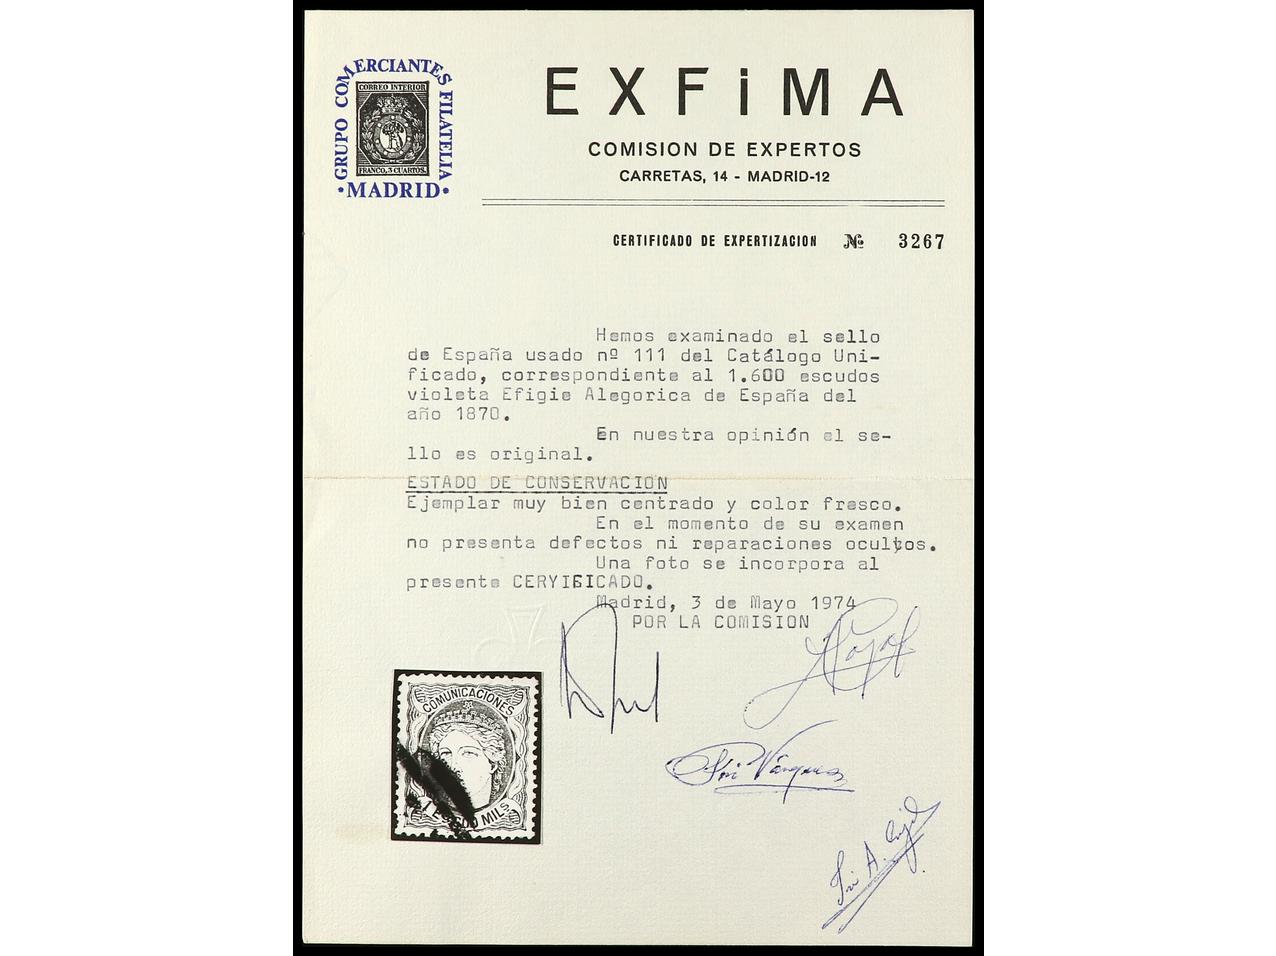 GRUPO COMERCIANTES FILATELIA
•MADRID•
CORREO INTERIOR
FRANCO, 3 CUARTOS.
EXFiMA
COMISION DE EXPERTOS
CARRETAS, 14 - MADRID-12
CERTIFICADO DE EXPERTIZACION № 3267
Hemos examinado el sello
de España usado nº 111 del Catálogo Uni-
ficado, correspondiente al 1.600 escudos
violeta Efigie Alegorica de España del
año 1870.
En nuestra opinión el se-
llo es original.
ESTADO DE CONSERVACION
Ejemplar muy bien centrado y color fresco.
En el momento de su examen
no presenta defectos ni reparaciones ocultos.
Una foto se incorpora al
presente CERYIFICADO.
Madrid, 3 de Mayo 1974
POR LA COMISION
COMUNICACIONES
MILS.
Vázquez